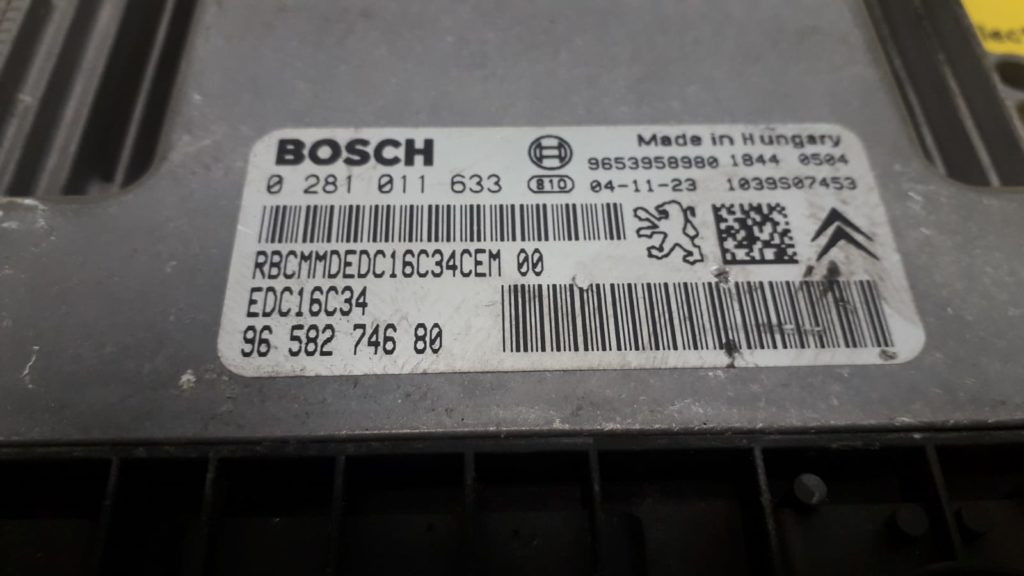 BOSCH
Made in Hungary
9653958980 1844 0504
0 281 011 633 810 04-11-23 1039S07453
RBCMMDEDC16C34CEM 00
EDC16C34
96 582 746 80